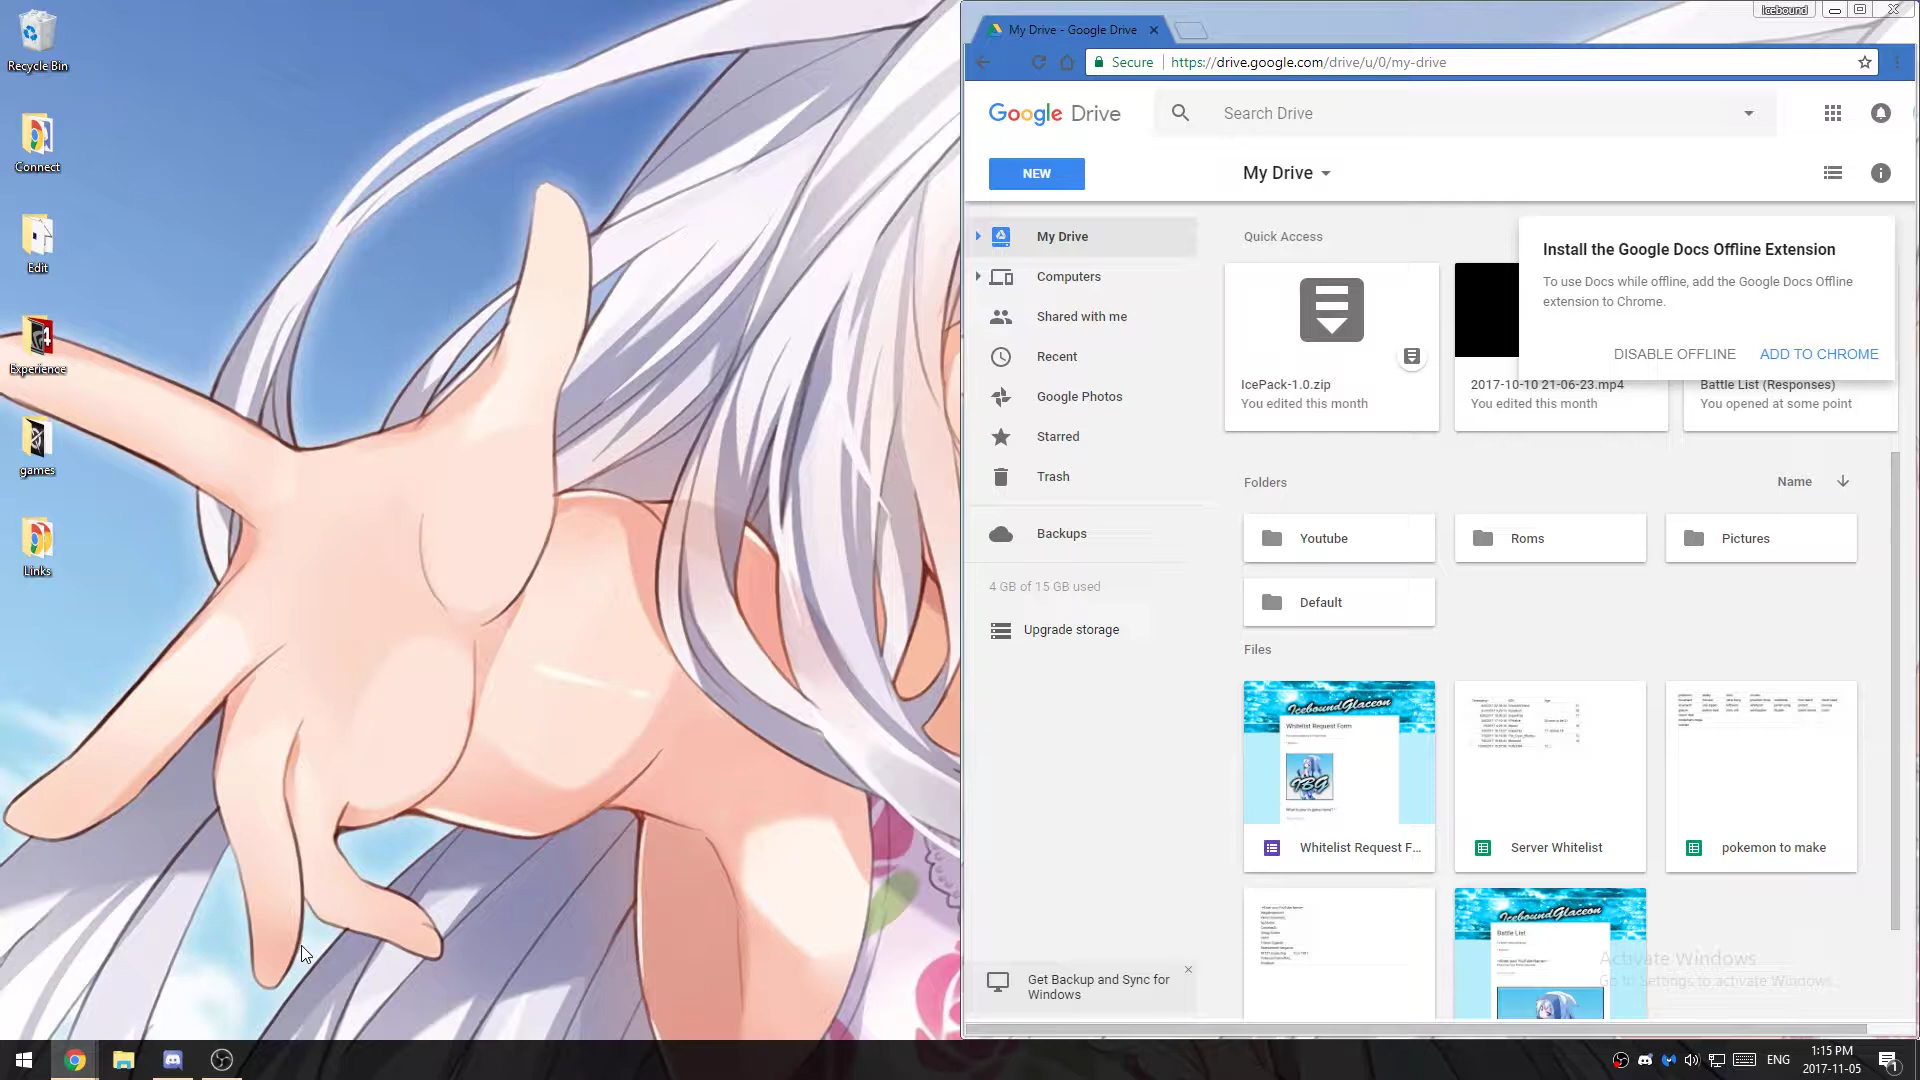 Recycle Bin
Connect
Edit
Experience
games
Links
Icebound
My Drive - Google Drive
Secure
https://drive.google.com/drive/u/0/my-drive
Google Drive
Search Drive
NEW
My Drive
My Drive
Computers
Shared with me
Recent
Google Photos
Starred
Trash
Backups
4 GB of 15 GB used
Upgrade storage
Get Backup and Sync for
Windows
Quick Access
Install the Google Docs Offline Extension
To use Docs while offline, add the Google Docs Offline
extension to Chrome.
DISABLE OFFLINE ADD TO CHROME
IcePack-1.0.zip
You edited this month
2017-10-10 21-06-23.mp4
You edited this month
Battle List (Responses)
You opened at some point
Folders
Name
Youtube
Roms
Pictures
Default
Files
IceboundGlaceon
Whitelist Request Form
IBG
Whitelist Request F...
Server Whitelist
pokemon to make
IceboundGlaceon
Battle List
Activate Windows
Go to Settings to activate Windows.
ENG
1:15 PM
2017-11-05
1